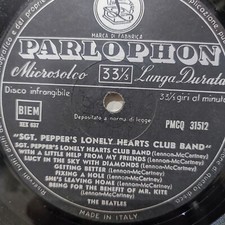 MARCA DI FABBRICA
PARLOPHON
Microsolco 33⅓ Lunga Durata
Disco infrangibile
33⅓ giri al minuto
BIEM
Depositato a norma di legge
PMCQ 31512
"SGT. PEPPER'S LONELY HEARTS CLUB BAND"
SGT. PEPPER'S LONELY HEARTS CLUB BAND (Lennon-McCartney)
WITH A LITTLE HELP FROM MY FRIENDS (Lennon-McCartney)
LUCY IN THE SKY WITH DIAMONDS (Lennon-McCartney)
GETTING BETTER (Lennon-McCartney)
FIXING A HOLE (Lennon-McCartney)
SHE'S LEAVING HOME (Lennon-McCartney)
BEING FOR THE BENEFIT OF MR. KITE
(Lennon-McCartney)
THE BEATLES
MADE IN ITALY